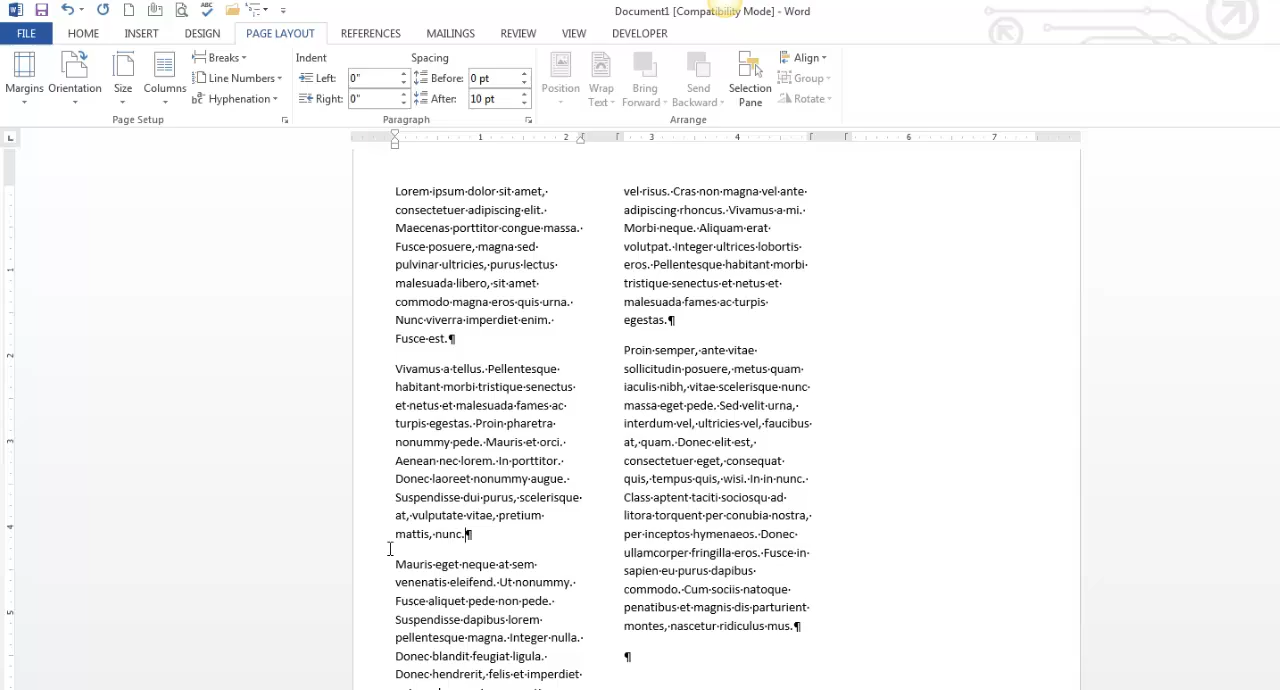 Document1 [Compatibility Mode] - Word
FILE HOME INSERT DESIGN PAGE LAYOUT REFERENCES MAILINGS REVIEW VIEW DEVELOPER
Margins
Orientation
Size
Columns
Breaks
Line Numbers
Hyphenation
Page Setup
Indent
Left: 0"
Right: 0"
Spacing
Before: 0 pt
After: 10 pt
Paragraph
Position
Wrap
Text
Bring
Forward
Send
Backward
Selection
Pane
Align
Group
Rotate
Arrange
L
1 2 3 4 6 7
1
2
3
4
5
Lorem·ipsum·dolor·sit·amet,·
consectetuer·adipiscing·elit.·
Maecenas·porttitor·congue·massa.·
Fusce·posuere,·magna·sed·
pulvinar·ultricies,·purus·lectus·
malesuada·libero,·sit·amet·
commodo·magna·eros·quis·urna.·
Nunc·viverra·imperdiet·enim.·
Fusce·est.¶
Vivamus·a·tellus.·Pellentesque·
habitant·morbi·tristique·senectus·
et·netus·et·malesuada·fames·ac·
turpis·egestas.·Proin·pharetra·
nonummy·pede.·Mauris·et·orci.·
Aenean·nec·lorem.·In·porttitor.·
Donec·laoreet·nonummy·augue.·
Suspendisse·dui·purus,·scelerisque·
at,·vulputate·vitae,·pretium·
mattis,·nunc.¶
Mauris·eget·neque·at·sem·
venenatis·eleifend.·Ut·nonummy.·
Fusce·aliquet·pede·non·pede.·
Suspendisse·dapibus·lorem·
pellentesque·magna.·Integer·nulla.·
Donec·blandit·feugiat·ligula.·
Donec·hendrerit,·felis·et·imperdiet·
vel·risus.·Cras·non·magna·vel·ante·
adipiscing·rhoncus.·Vivamus·a·mi.·
Morbi·neque.·Aliquam·erat·
volutpat.·Integer·ultrices·lobortis·
eros.·Pellentesque·habitant·morbi·
tristique·senectus·et·netus·et·
malesuada·fames·ac·turpis·
egestas.¶
Proin·semper,·ante·vitae·
sollicitudin·posuere,·metus·quam·
iaculis·nibh,·vitae·scelerisque·nunc·
massa·eget·pede.·Sed·velit·urna,·
interdum·vel,·ultricies·vel,·faucibus·
at,·quam.·Donec·elit·est,·
consectetuer·eget,·consequat·
quis,·tempus·quis,·wisi.·In·in·nunc.·
Class·aptent·taciti·sociosqu·ad·
litora·torquent·per·conubia·nostra,·
per·inceptos·hymenaeos.·Donec·
ullamcorper·fringilla·eros.·Fusce·in·
sapien·eu·purus·dapibus·
commodo.·Cum·sociis·natoque·
penatibus·et·magnis·dis·parturient·
montes,·nascetur·ridiculus·mus.¶
¶